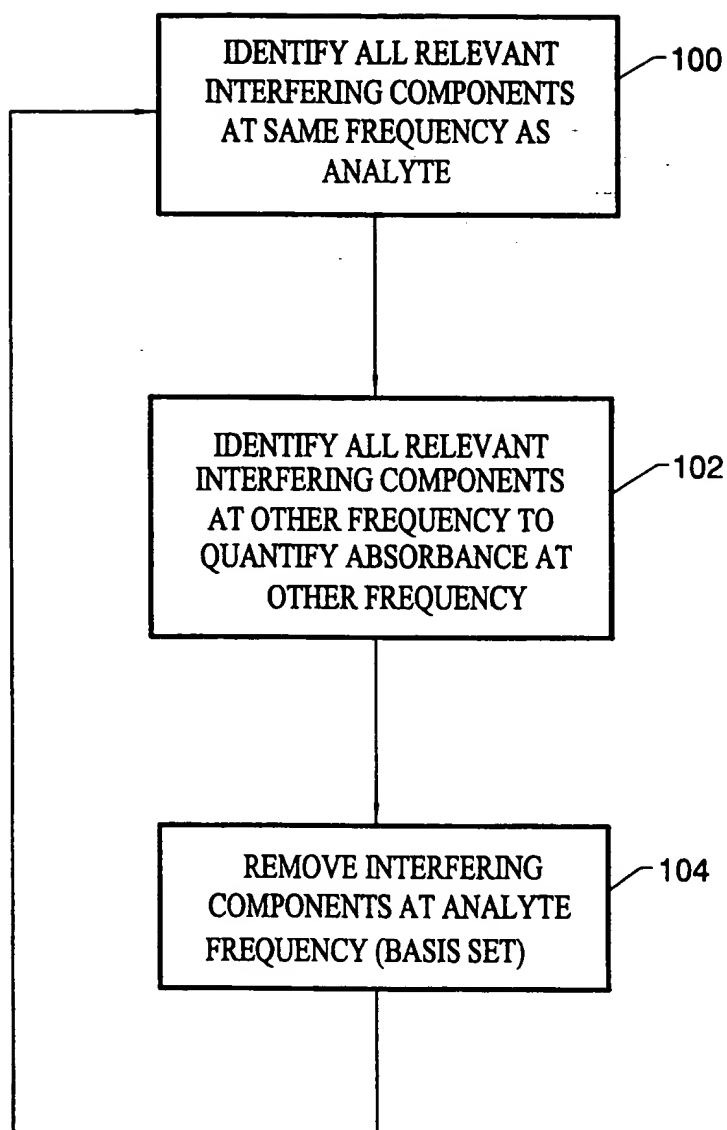 IDENTIFY ALL RELEVANT
INTERFERING COMPONENTS
AT SAME FREQUENCY AS
ANALYTE
100
IDENTIFY ALL RELEVANT
INTERFERING COMPONENTS
AT OTHER FREQUENCY TO
QUANTIFY ABSORBANCE AT
OTHER FREQUENCY
102
REMOVE INTERFERING
COMPONENTS AT ANALYTE
FREQUENCY (BASIS SET)
104